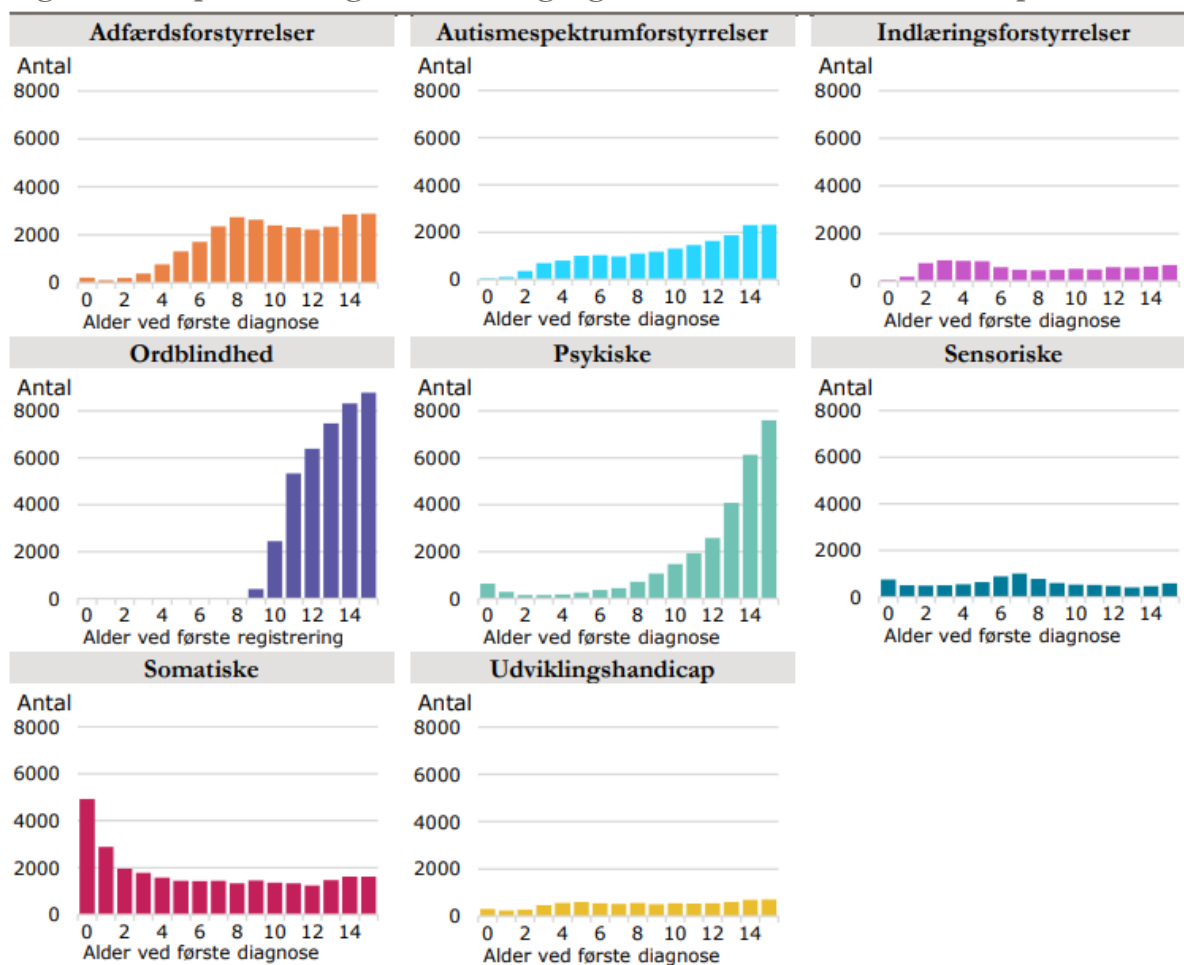 Adfærdsforstyrrelser
Antal
8000
6000
4000
2000
0
0 2 4 6 8 10 12 14
Alder ved første diagnose
Autismespektrumforstyrrelser
Antal
8000
6000
4000
2000
0
0 2 4 6 8 10 12 14
Alder ved første diagnose
Indlæringsforstyrrelser
Antal
8000
6000
4000
2000
0
0 2 4 6 8 10 12 14
Alder ved første diagnose
Ordblindhed
Antal
8000
6000
4000
2000
0
0 2 4 6 8 10 12 14
Alder ved første registrering
Psykiske
Antal
8000
6000
4000
2000
0
0 2 4 6 8 10 12 14
Alder ved første diagnose
Sensoriske
Antal
8000
6000
4000
2000
0
0 2 4 6 8 10 12 14
Alder ved første diagnose
Somatiske
Antal
8000
6000
4000
2000
0
0 2 4 6 8 10 12 14
Alder ved første diagnose
Udviklingshandicap
Antal
8000
6000
4000
2000
0
0 2 4 6 8 10 12 14
Alder ved første diagnose